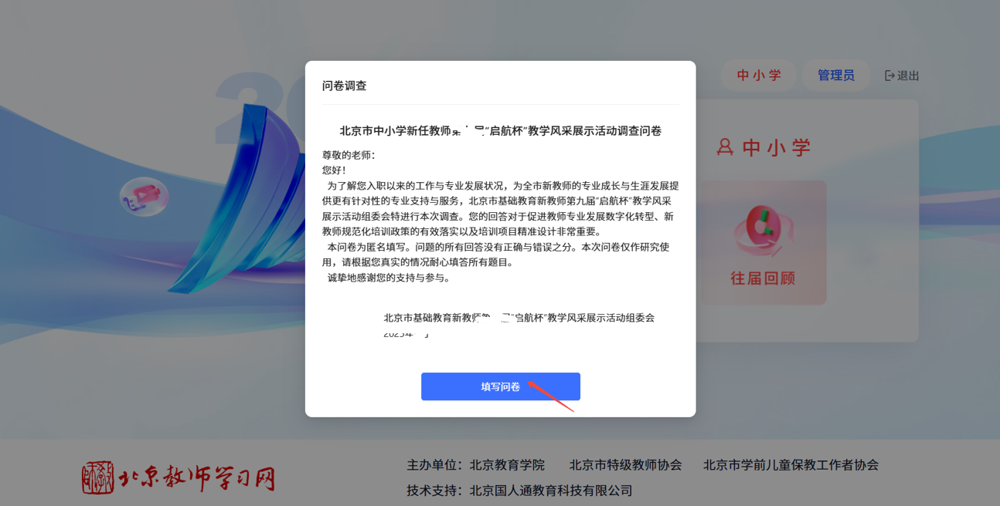 中 小 学
管理员
退出
问卷调查
北京市中小学新任教师 “启航杯”教学风采展示活动调查问卷
尊敬的老师：
您好！
为了解您入职以来的工作与专业发展状况，为全市新教师的专业成长与生涯发展提
供更有针对性的专业支持与服务，北京市基础教育新教师第九届“启航杯”教学风采
展示活动组委会特进行本次调查。您的回答对于促进教师专业发展数字化转型、新
教师规范化培训政策的有效落实以及培训项目精准设计非常重要。
本问卷为匿名填写。问题的所有回答没有正确与错误之分。本次问卷仅作研究使
用，请根据您真实的情况耐心填答所有题目。
诚挚地感谢您的支持与参与。
北京市基础教育新教师 “启航杯”教学风采展示活动组委会
2025年
填写问卷
中 小 学
往届回顾
北京教师学习网
主办单位：北京教育学院 北京市特级教师协会 北京市学前儿童保教工作者协会
技术支持：北京国人通教育科技有限公司